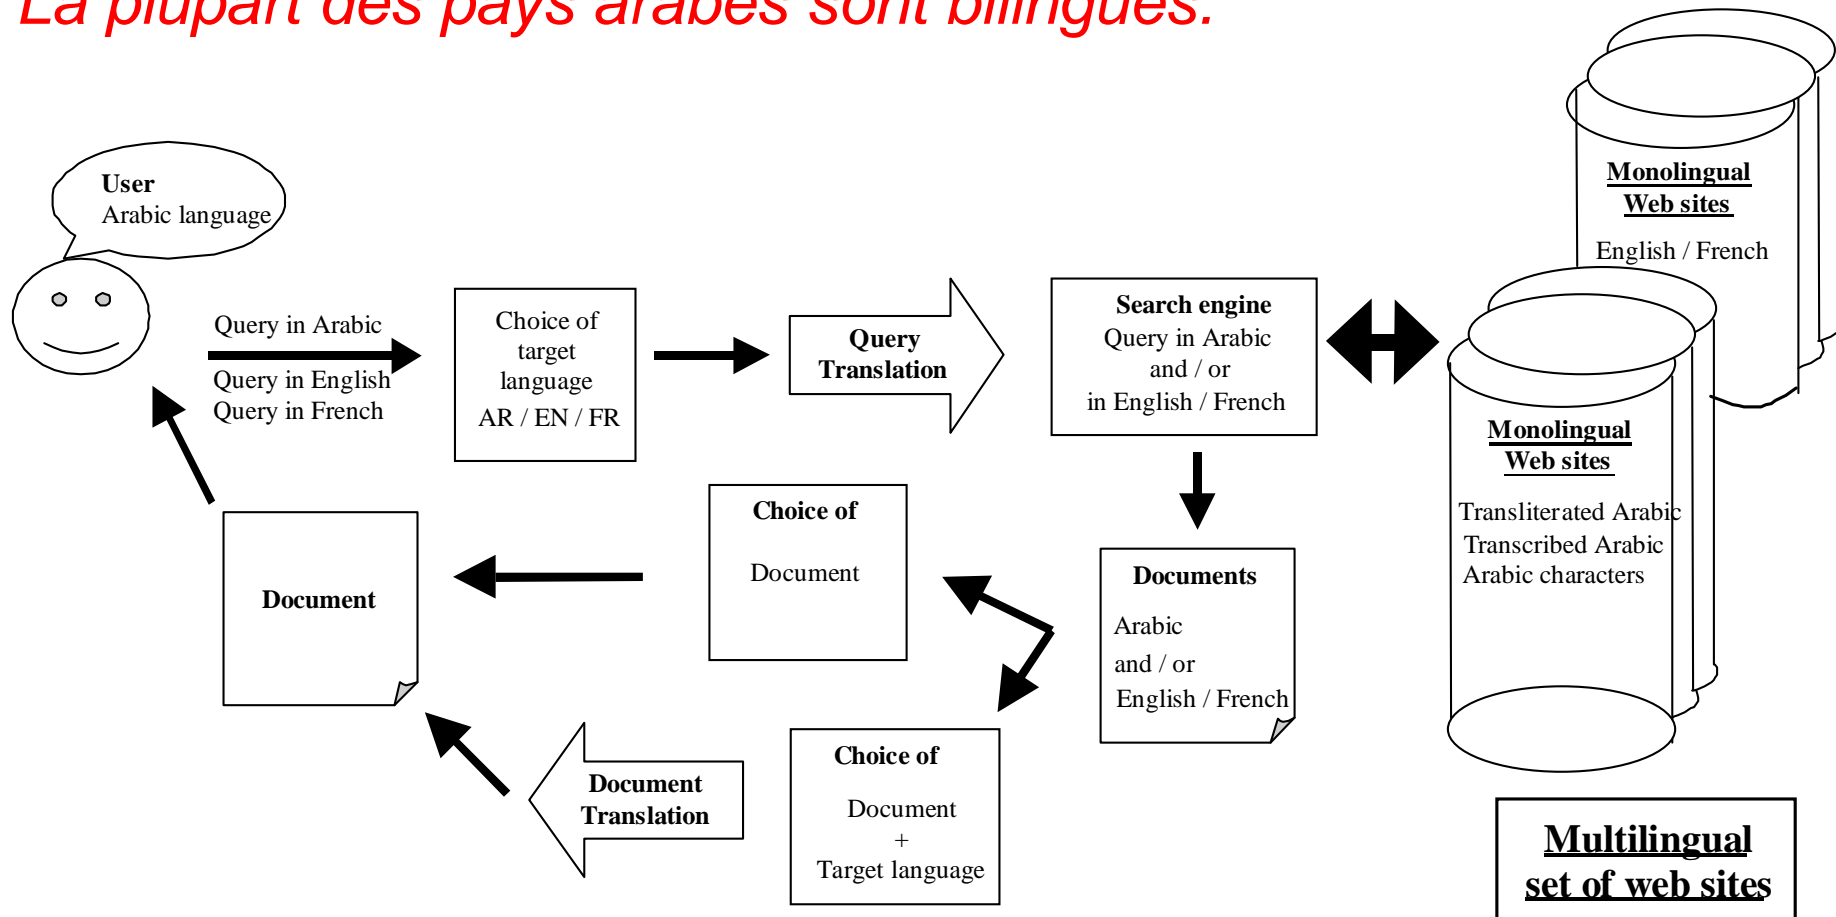 La plupart des pays arabes sont bilingues.
User
Arabic language
Query in Arabic
Query in English
Query in French
Choice of
target
language
AR / EN / FR
Query
Translation
Search engine
Query in Arabic
and / or
in English / French
Monolingual
Web sites
English / French
Monolingual
Web sites
Transliterated Arabic
Transcribed Arabic
Arabic characters
Documents
Arabic
and / or
English / French
Choice of
Document
Document
Choice of
Document
+
Target language
Document
Translation
Multilingual
set of web sites